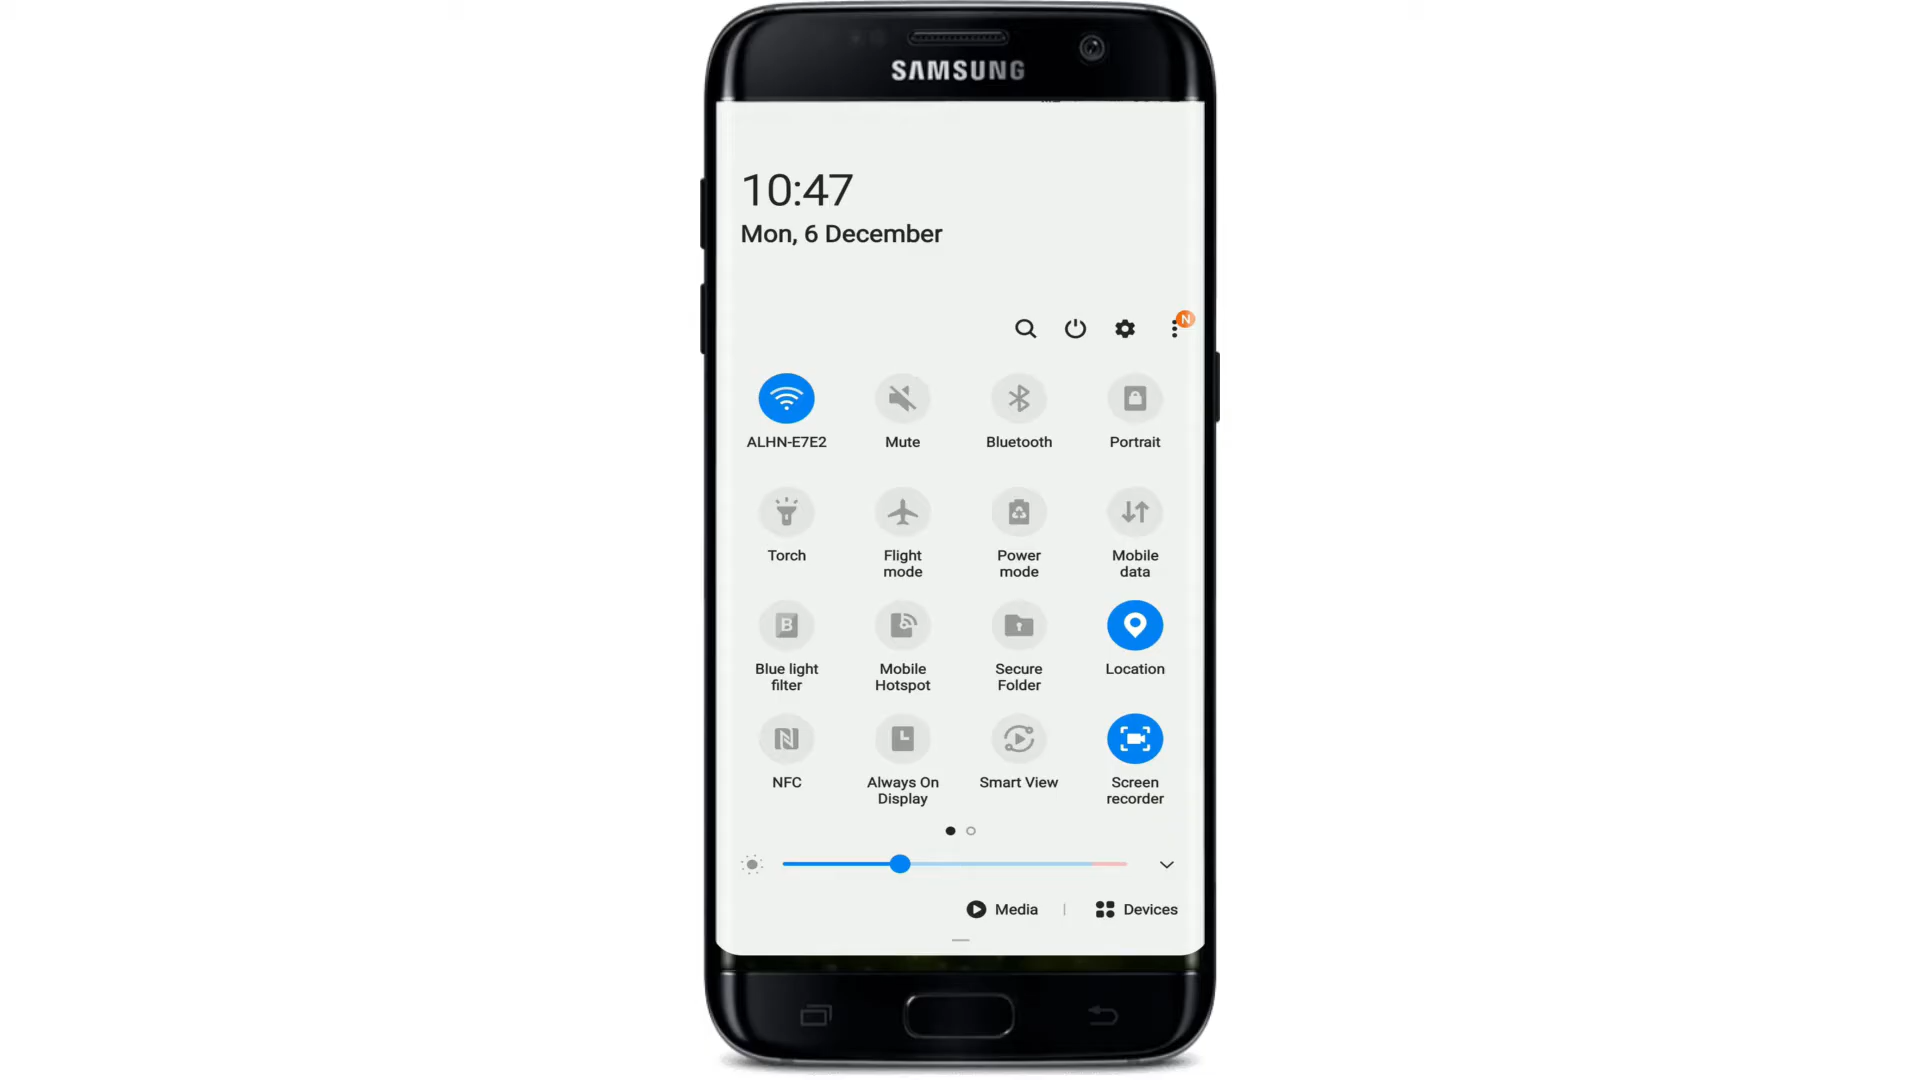 SAMSUNG
10:47
Mon, 6 December
N
ALHN-E7E2
Mute
Bluetooth
Portrait
Torch
Flight
mode
Power
mode
Mobile
data
B
Blue light
filter
Mobile
Hotspot
Secure
Folder
Location
NFC
Always On
Display
Smart View
Screen
recorder
Media
Devices